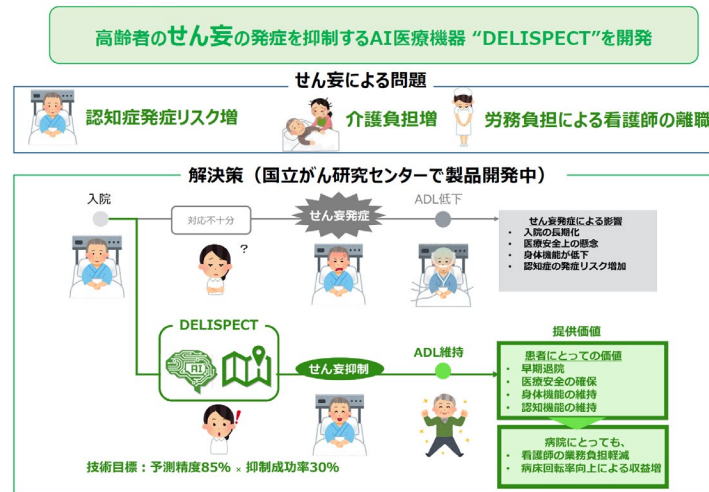 高齢者のせん妄の発症を抑制するAI医療機器 “DELISPECT”を開発
せん妄による問題
認知症発症リスク増
介護負担増
労務負担による看護師の離職
解決策（国立がん研究センターで製品開発中）
入院
対応不十分
せん妄発症
ADL低下
?
せん妄発症による影響
• 入院の長期化
• 医療安全上の懸念
• 身体機能が低下
• 認知症の発症リスク増加
DELISPECT
AI
せん妄抑制
ADL維持
提供価値
患者にとっての価値
• 早期退院
• 医療安全の確保
• 身体機能の維持
• 認知機能の維持
病院にとっても、
• 看護師の業務負担軽減
• 病床回転率向上による収益増
技術目標：予測精度85% × 抑制成功率30%